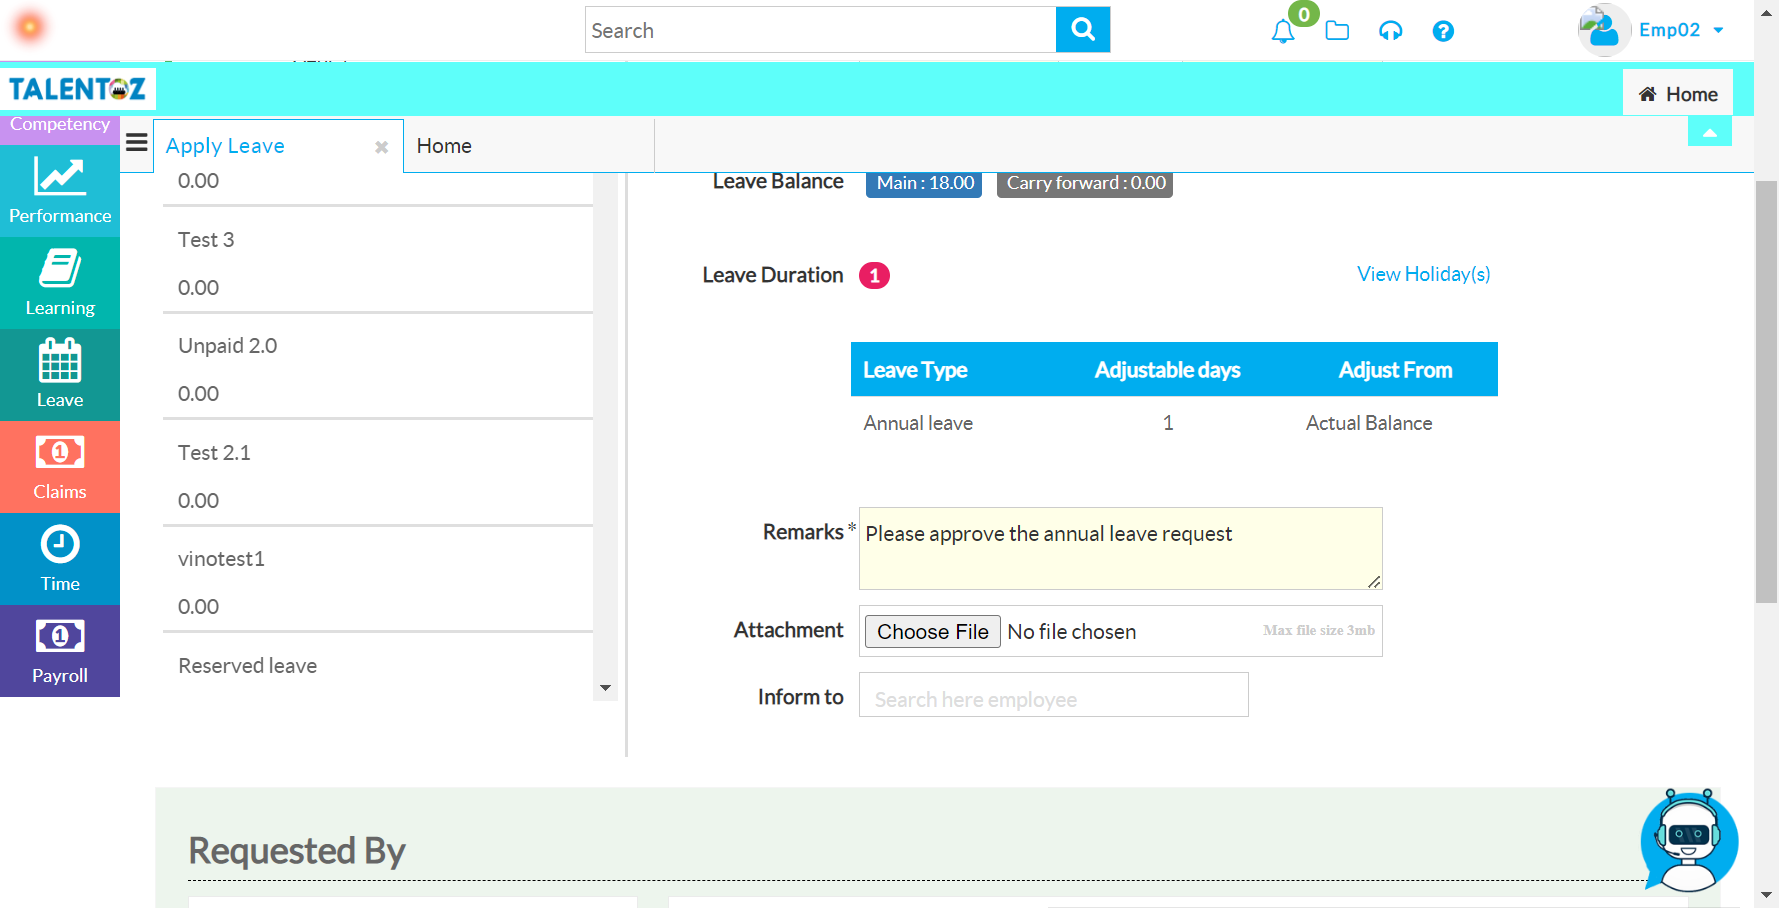 Search
0
Emp02
TALENTOZ
Home
Competency
Performance
Learning
Leave
Claims
Time
Payroll
Apply Leave
Home
0.00
Test 3
0.00
Unpaid 2.0
0.00
Test 2.1
0.00
vinotest1
0.00
Reserved leave
Leave Balance Main : 18.00 Carry forward : 0.00
Leave Duration 1 View Holiday(s)
Leave Type Adjustable days Adjust From
Annual leave 1 Actual Balance
Remarks * Please approve the annual leave request
Attachment Choose File No file chosen Max file size 3mb
Inform to Search here employee
Requested By